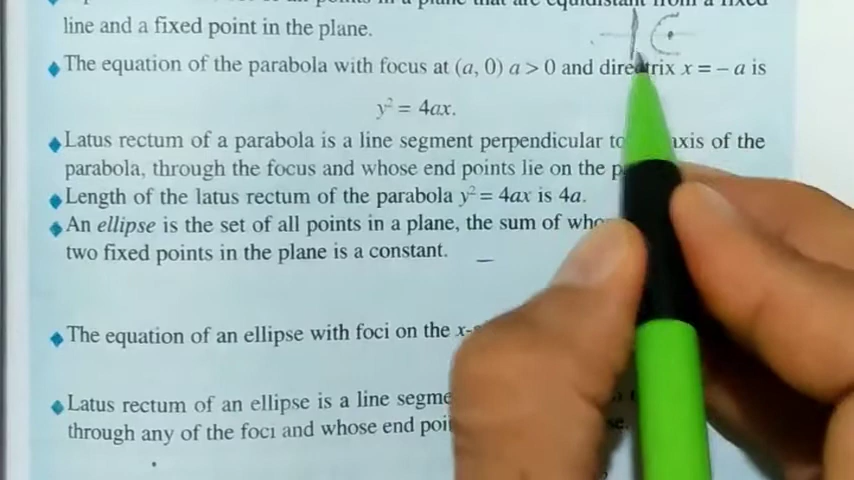 line and a fixed point in the plane.
The equation of the parabola with focus at (a, 0) a > 0 and directrix x = – a is
y² = 4ax.
Latus rectum of a parabola is a line segment perpendicular to axis of the
parabola, through the focus and whose end points lie on the
Length of the latus rectum of the parabola y² = 4ax is 4a.
An ellipse is the set of all points in a plane, the sum of
two fixed points in the plane is a constant.
The equation of an ellipse with foci on the
Latus rectum of an ellipse is a line
through any of the foci and whose end